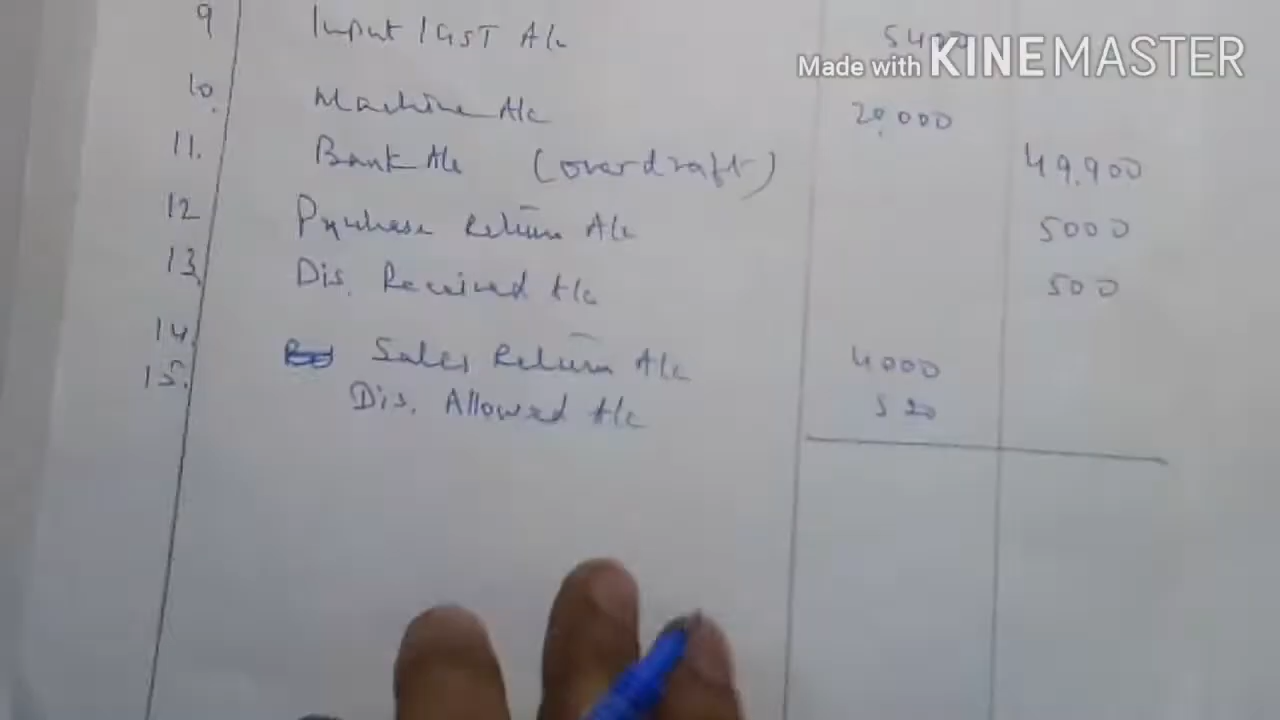 9 Input IGST A/c 5400
Made with KINEMASTER
10. Machine A/c 20,000
11. Bank A/c (overdraft) 49,900
12 Purchase Return A/c 5000
13. Dis. Received A/c 500
14. Sales Return A/c 4000
15. Dis. Allowed A/c